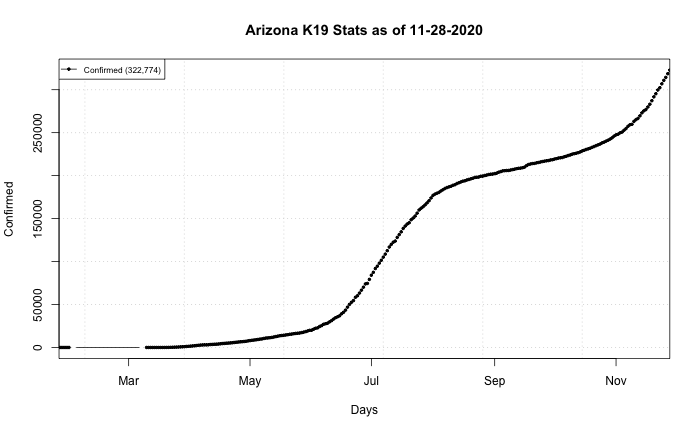 Arizona K19 Stats as of 11-28-2020
Confirmed (322,774)
Confirmed
250000
150000
50000
0
Mar May Jul Sep Nov
Days